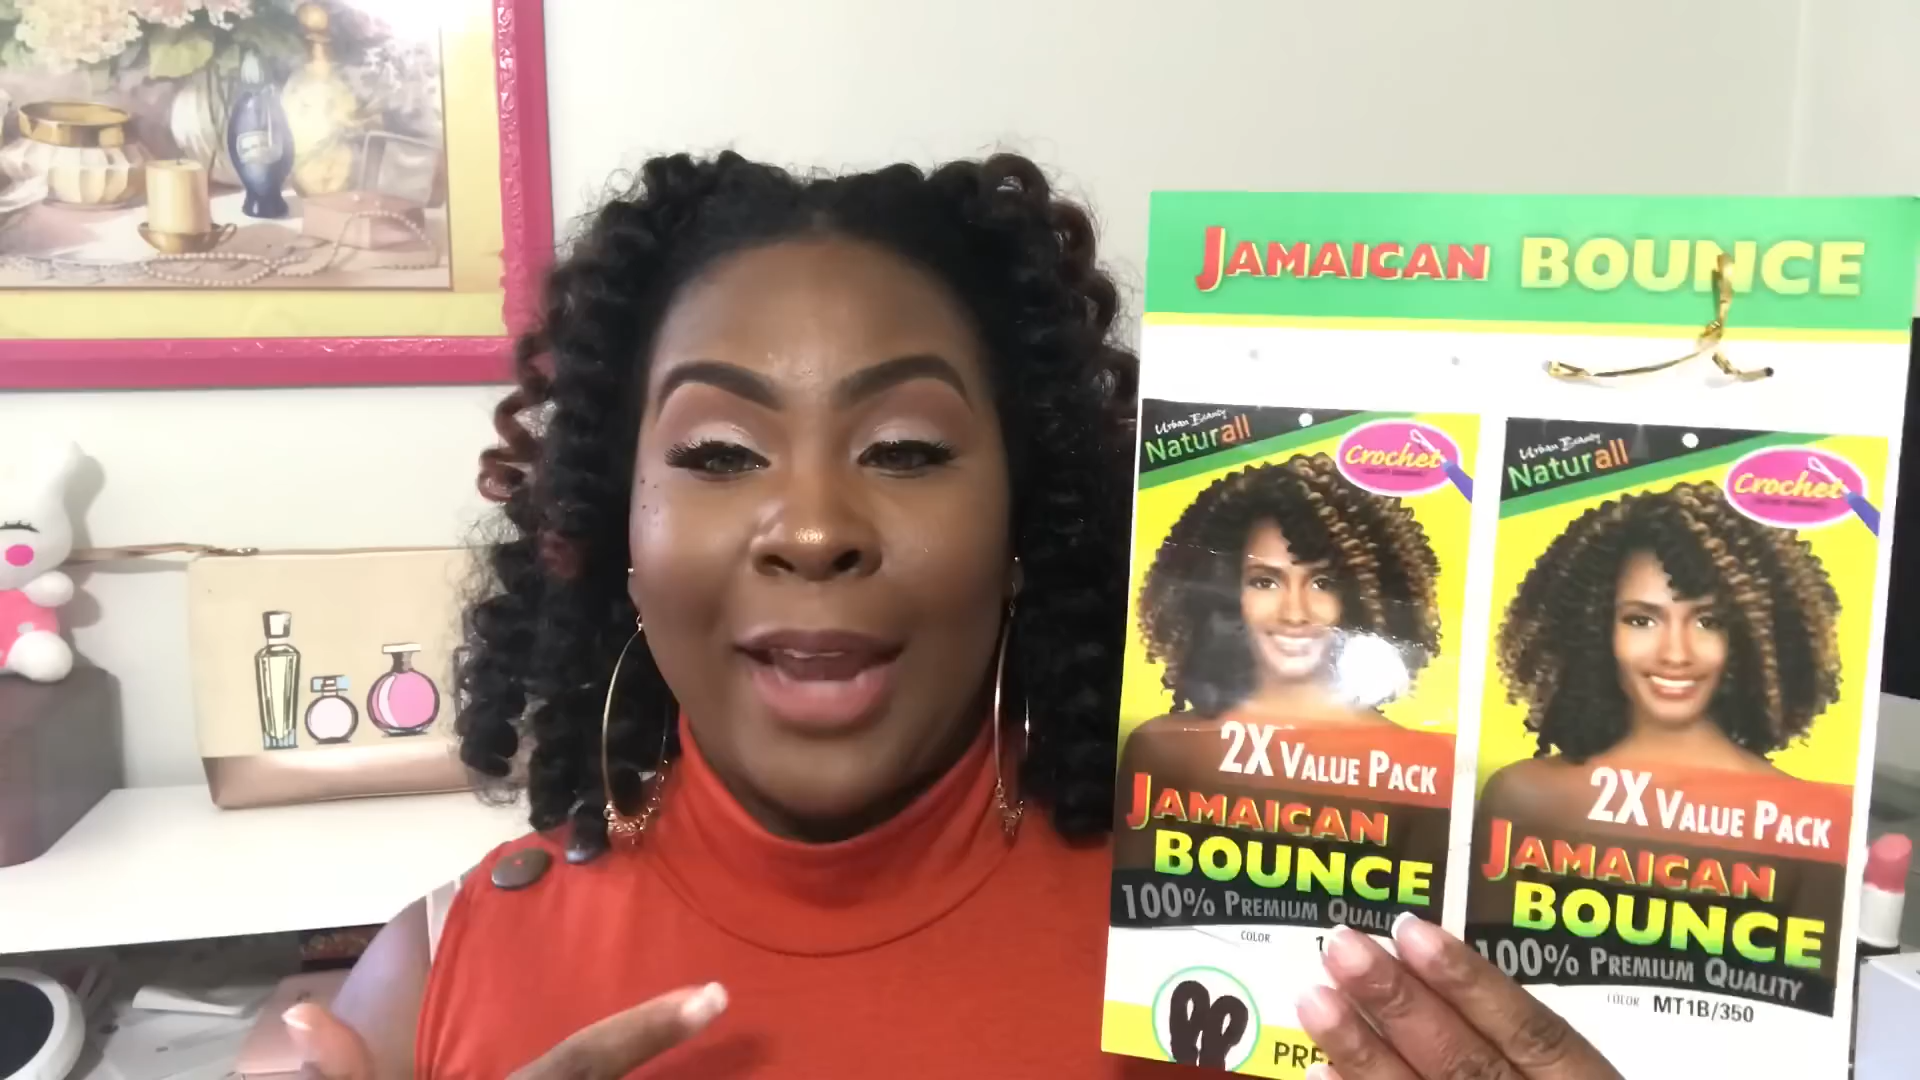 JAMAICAN BOUNCE
Urban Beauty
Naturall
Crochet
2X VALUE PACK
JAMAICAN
BOUNCE
100% PREMIUM
COLOR
Urban Beauty
Naturall
Crochet
2X VALUE PACK
JAMAICAN
BOUNCE
100% PREMIUM QUALITY
COLOR MT1B/350